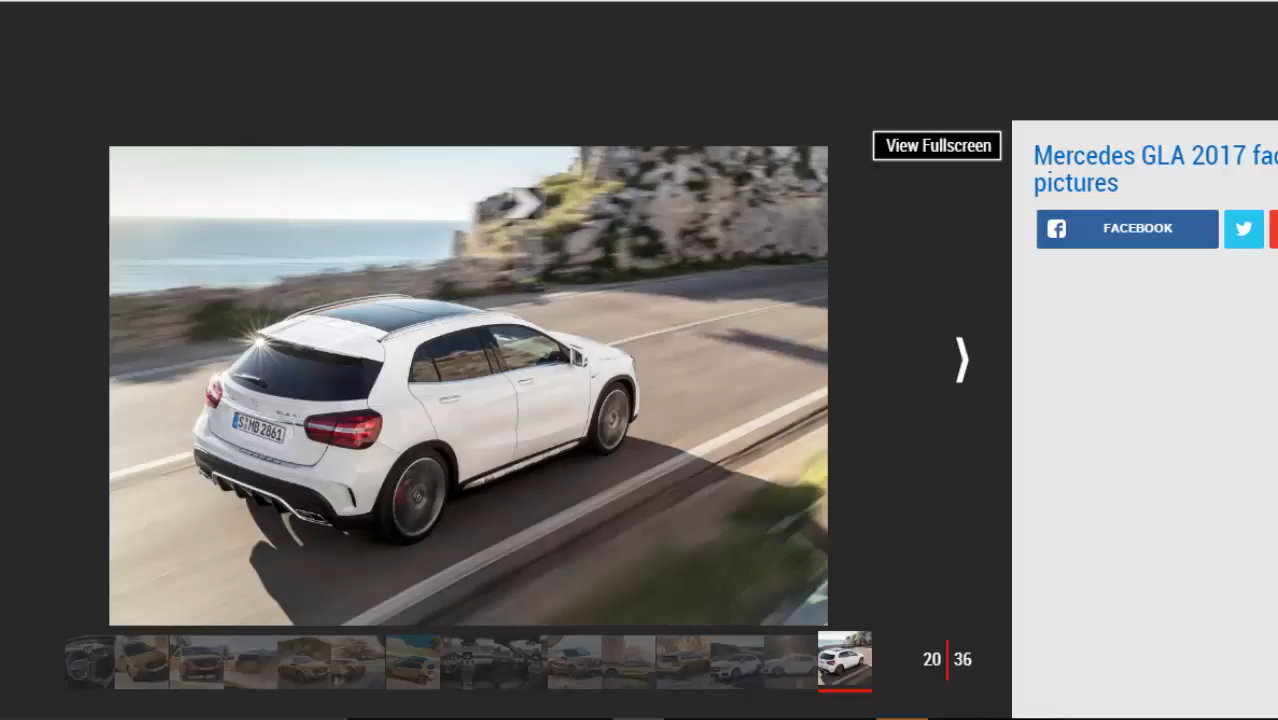 View Fullscreen
Mercedes GLA 2017 fac
pictures
FACEBOOK
S MB 2861
20 36